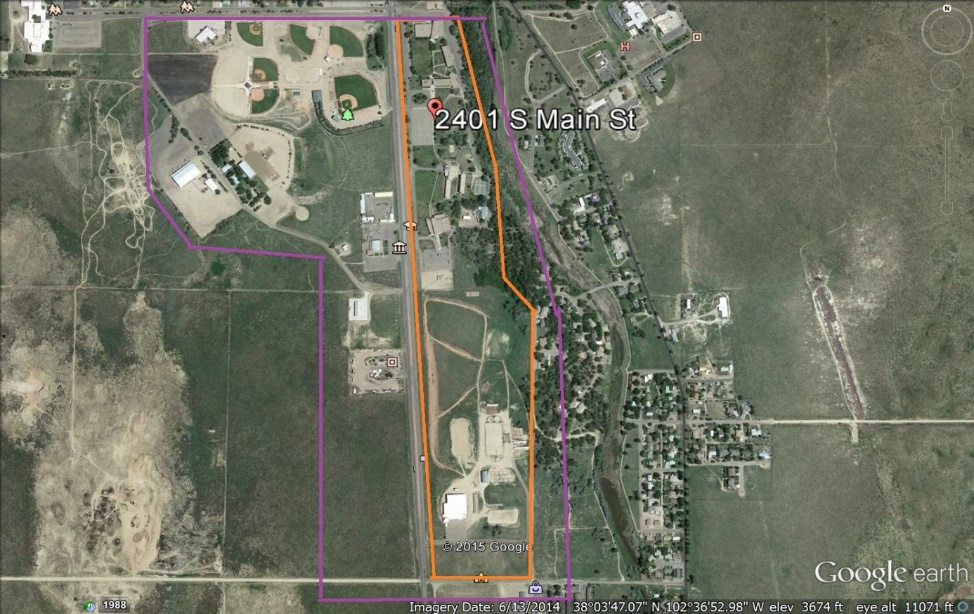 N
H
2401 S Main St
© 2015 Google
Google earth
1988
Imagery Date: 6/13/2014 38°03'47.07" N 102°36'52.98" W elev 3674 ft eye alt 11071 ft